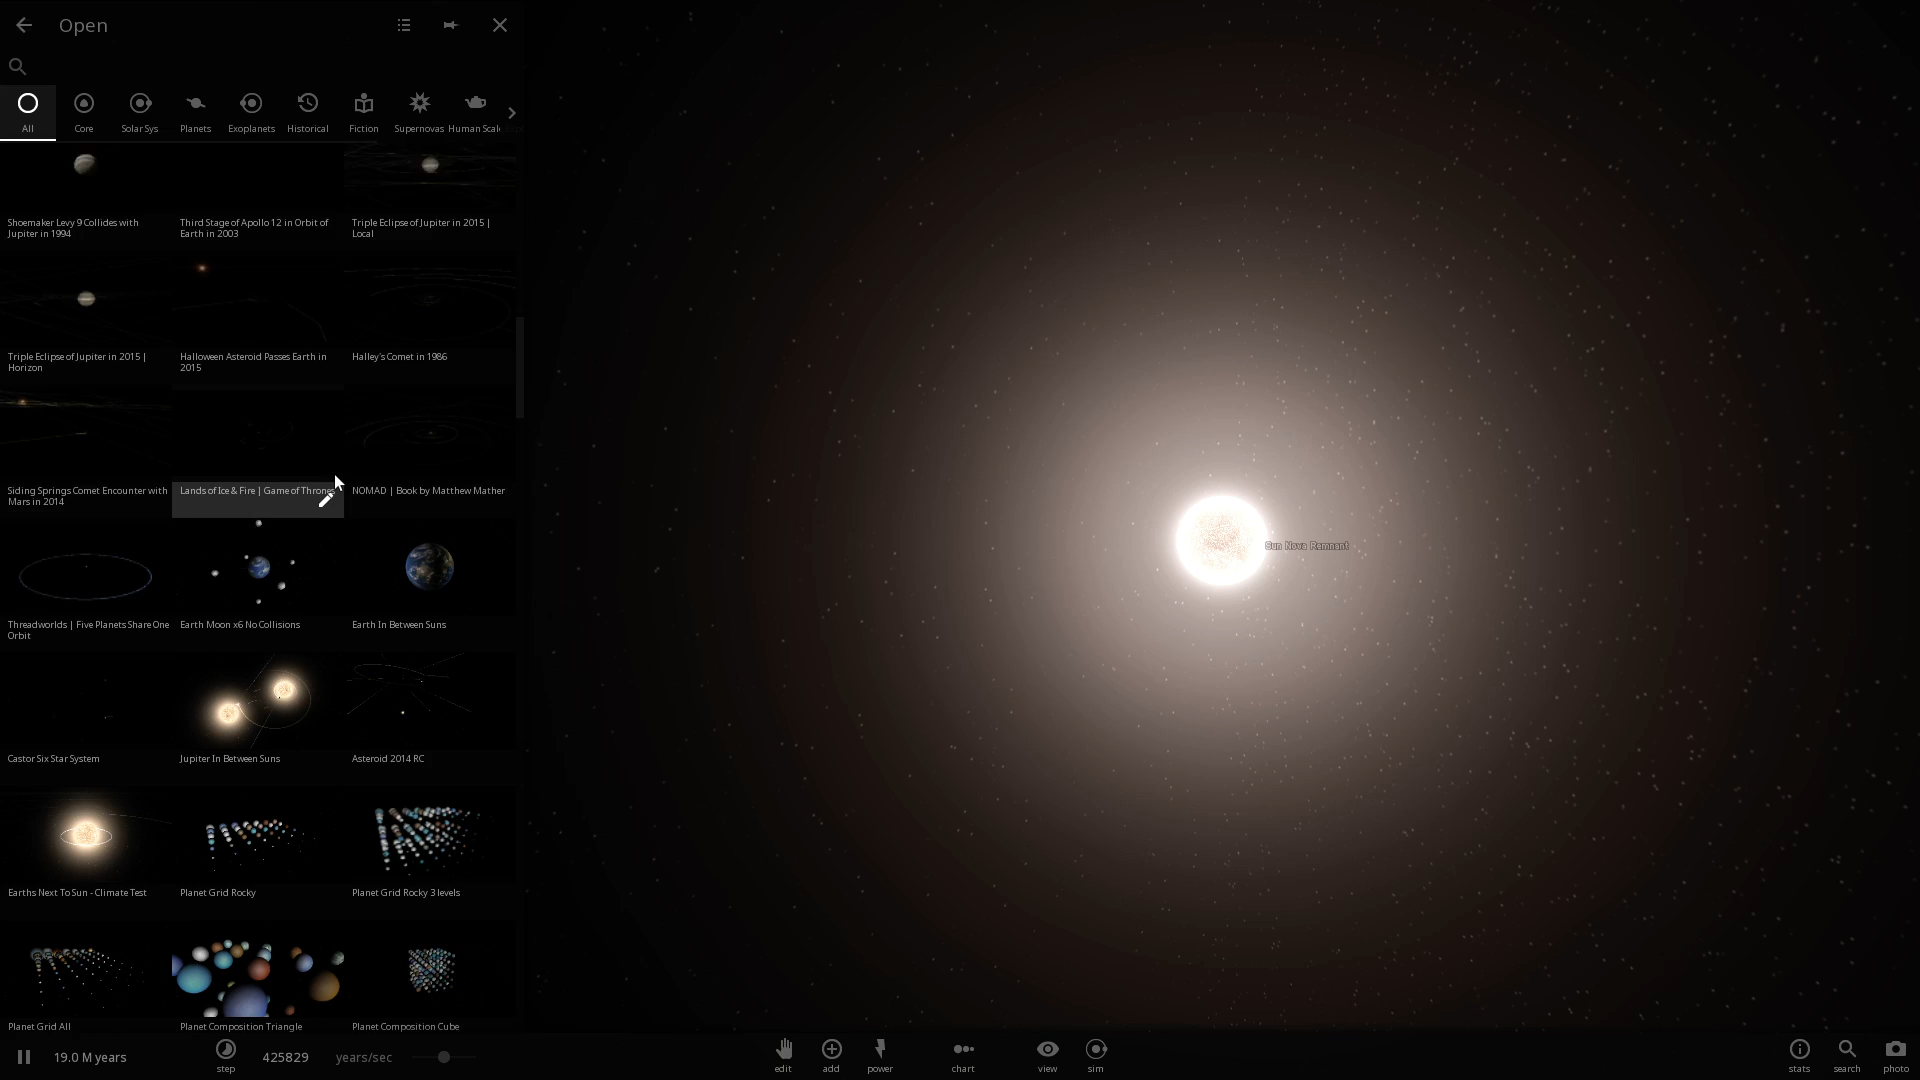 Open
All
Core
Solar Sys
Planets
Exoplanets
Historical
Fiction
Supernovas
Human Scale
Shoemaker Levy 9 Collides with
Jupiter in 1994
Third Stage of Apollo 12 in Orbit of
Earth in 2003
Triple Eclipse of Jupiter in 2015 |
Local
Triple Eclipse of Jupiter in 2015 |
Horizon
Halloween Asteroid Passes Earth in
2015
Halley's Comet in 1986
Siding Springs Comet Encounter with
Mars in 2014
Lands of Ice & Fire | Game of Thrones
NOMAD | Book by Matthew Mather
Sun Nova Remnant
Threadworlds | Five Planets Share One
Orbit
Earth Moon x6 No Collisions
Earth In Between Suns
Castor Six Star System
Jupiter In Between Suns
Asteroid 2014 RC
Earths Next To Sun - Climate Test
Planet Grid Rocky
Planet Grid Rocky 3 levels
Planet Grid All
Planet Composition Triangle
Planet Composition Cube
19.0 M years
step
425829
years/sec
edit
add
power
chart
view
sim
stats
search
photo